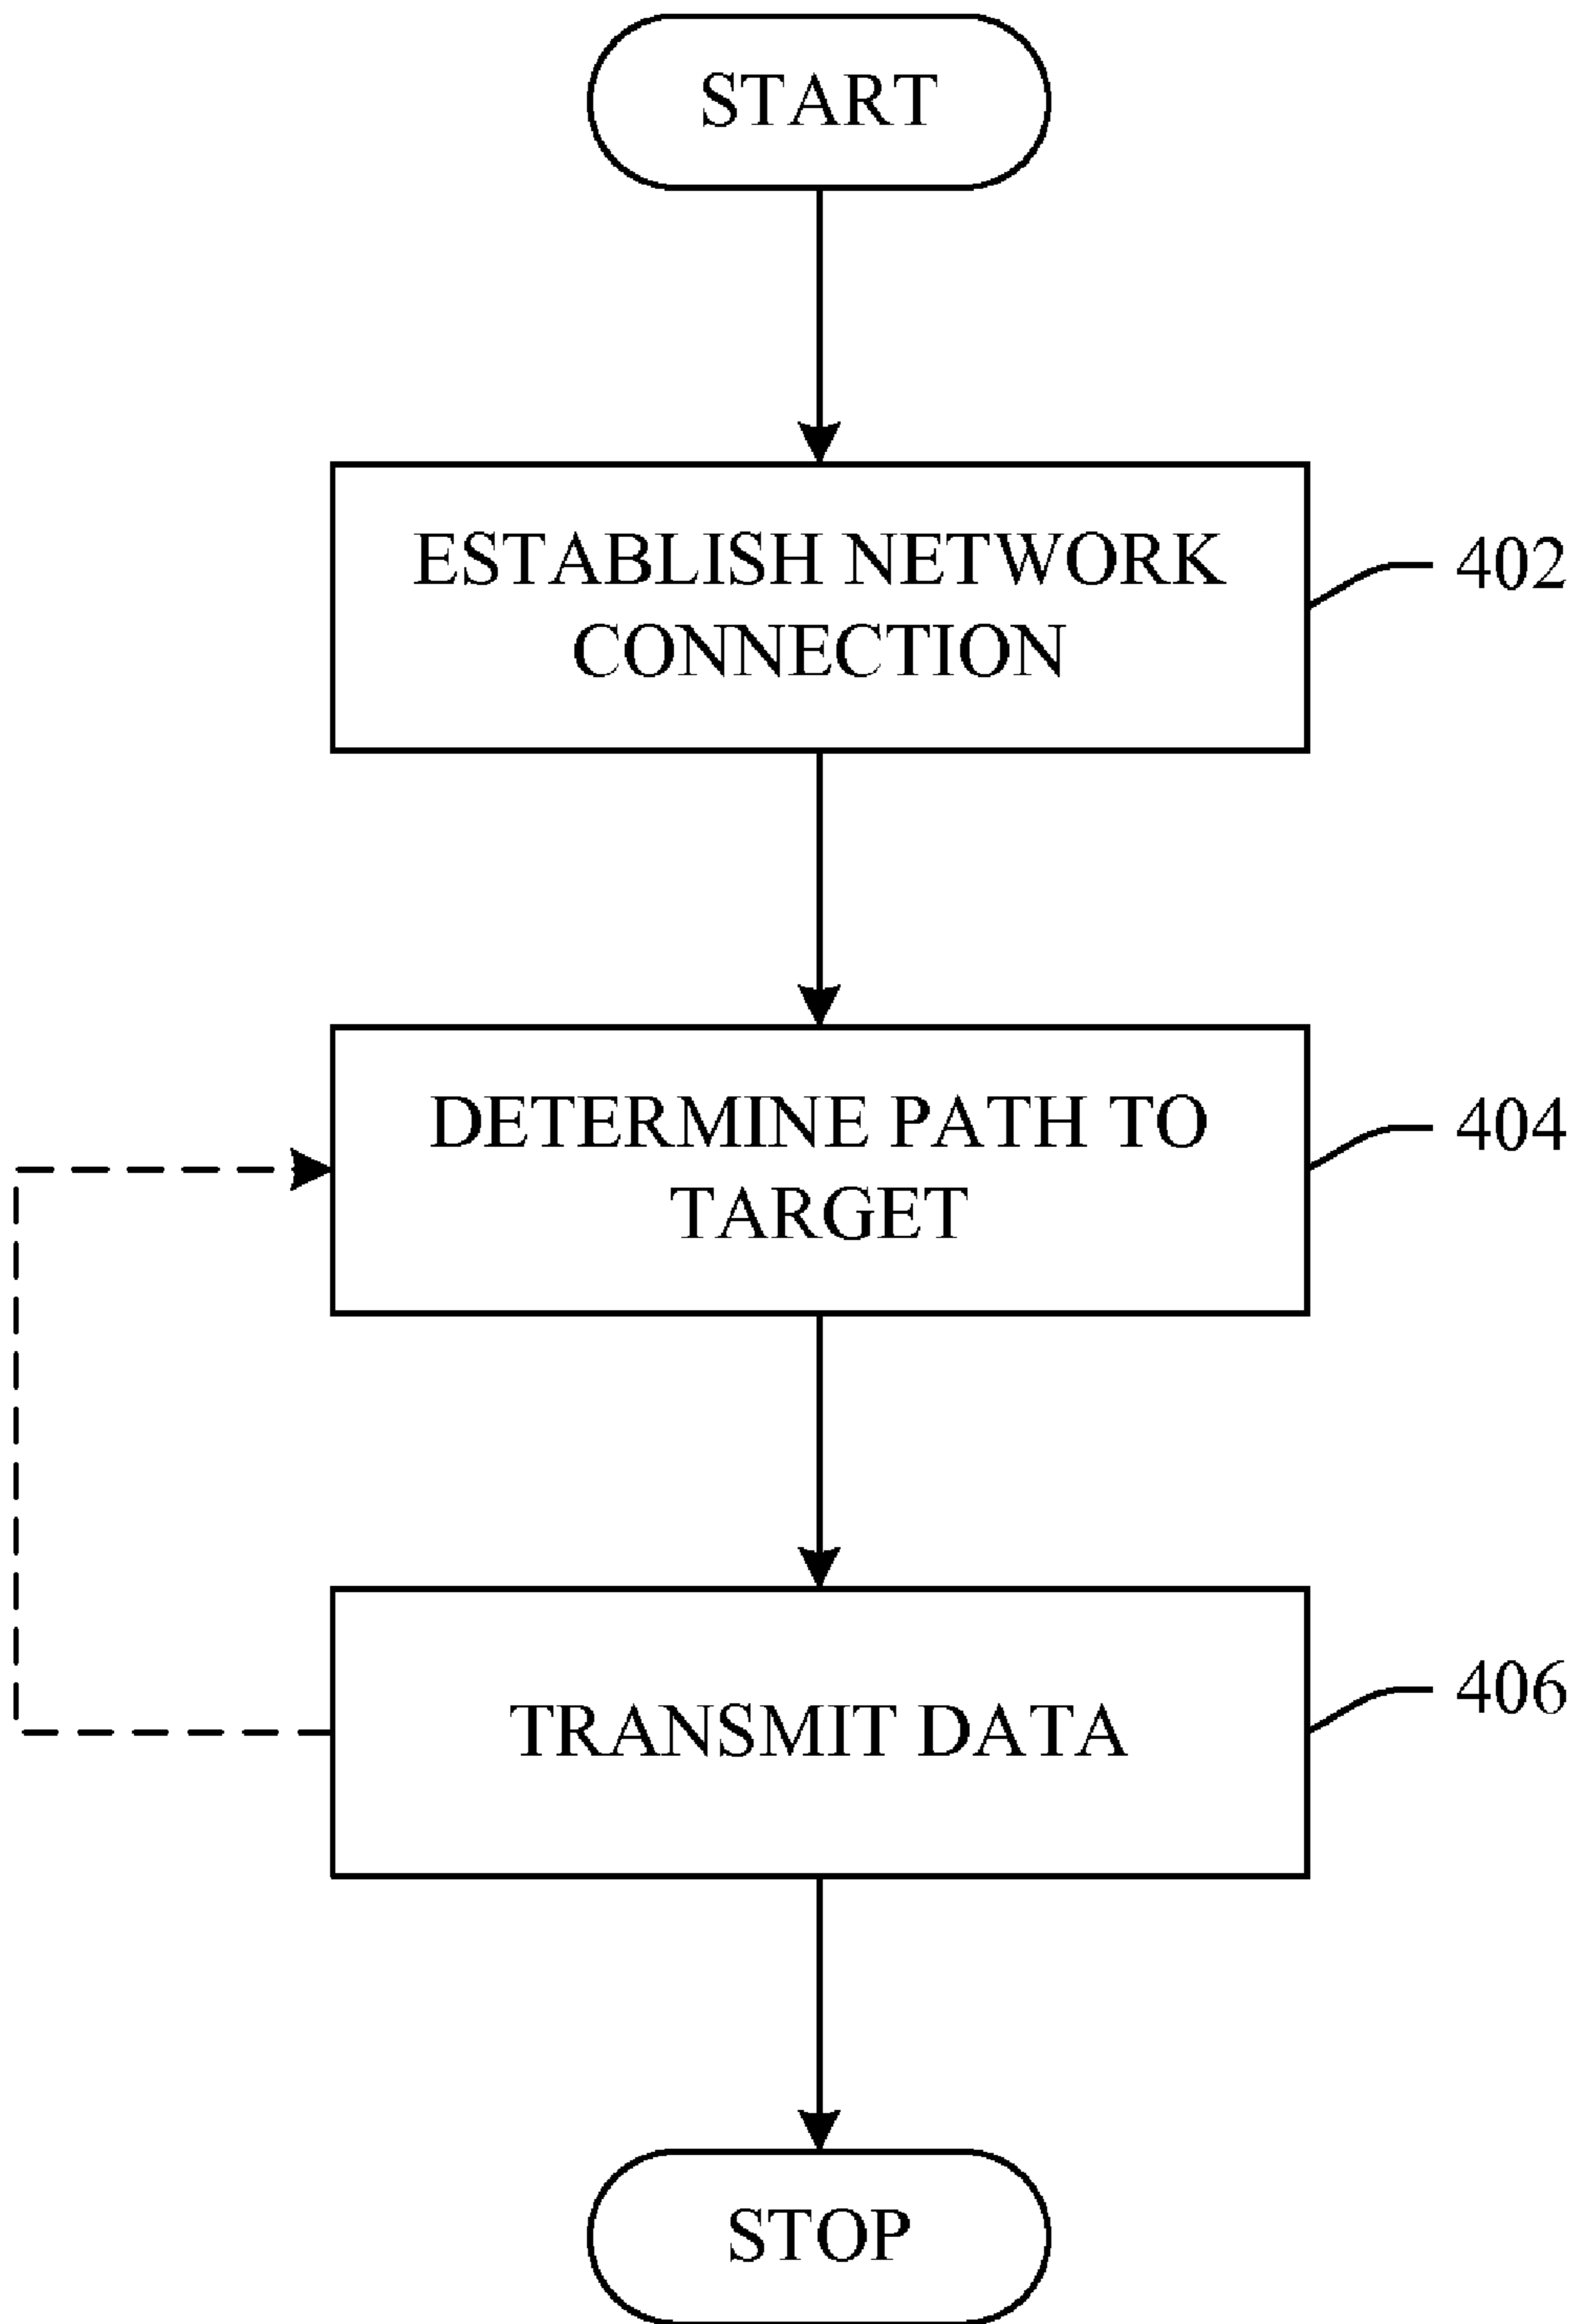 START
ESTABLISH NETWORK
CONNECTION
402
DETERMINE PATH TO
TARGET
404
TRANSMIT DATA
406
STOP